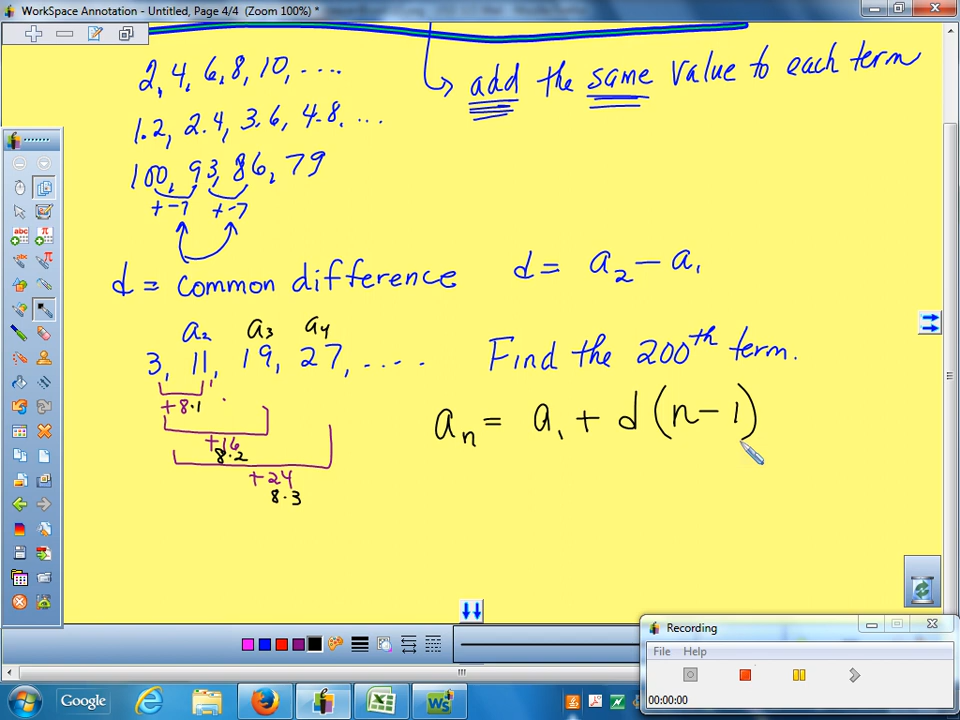 WorkSpace Annotation - Untitled, Page 4/4 (Zoom 100%) *
2, 4, 6, 8, 10, ....
add the same value to each term
1.2, 2.4, 3.6, 4.8, ...
100, 93, 86, 79
+-7 +-7
d = common difference d = a₂ - a₁
a₂ a₃ a₄
3, 11, 19, 27, .... Find the 200th term.
+8·1
aₙ = a₁ + d(n-1)
+16
8·2
+24
8·3
Recording
File Help
00:00:00
Google